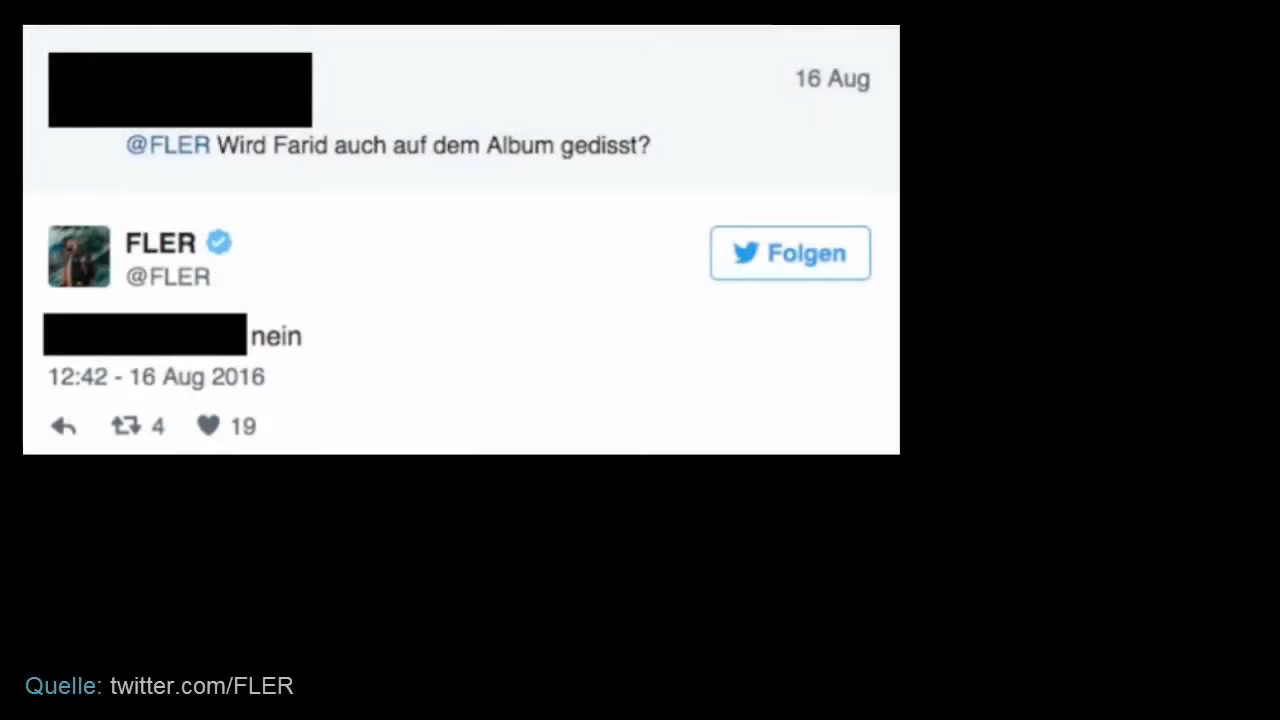 16 Aug
@FLER Wird Farid auch auf dem Album gedisst?
FLER
@FLER
Folgen
nein
12:42 - 16 Aug 2016
4 19
Quelle: twitter.com/FLER